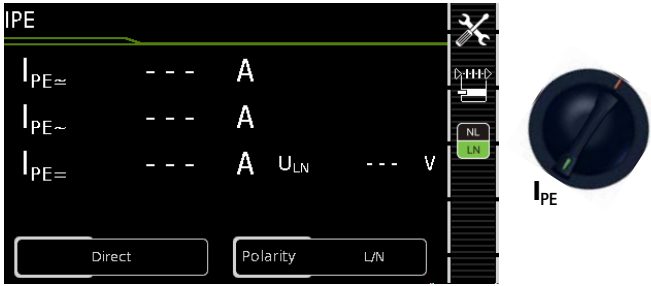 IPE
IPE≃ --- A
IPE~ --- A
IPE= --- A ULN --- V
NL
LN
Direct
Polarity L/N
IPE